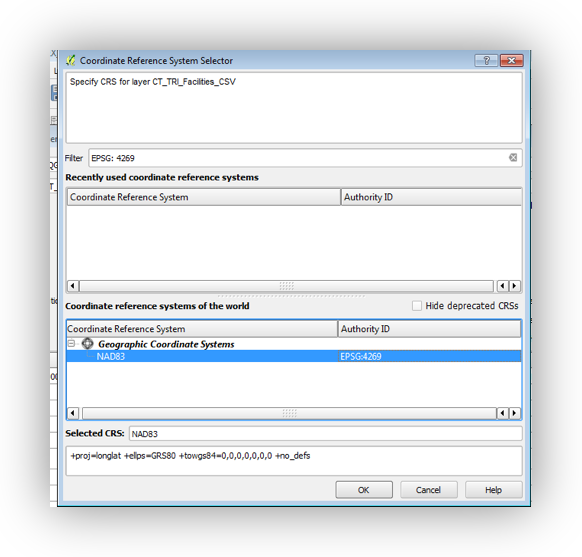 Coordinate Reference System Selector
Specify CRS for layer CT_TRI_Facilities_CSV
Filter EPSG: 4269
Recently used coordinate reference systems
Coordinate Reference System Authority ID
Coordinate reference systems of the world Hide deprecated CRSs
Coordinate Reference System Authority ID
Geographic Coordinate Systems
NAD83 EPSG:4269
Selected CRS: NAD83
+proj=longlat +ellps=GRS80 +towgs84=0,0,0,0,0,0,0 +no_defs
OK Cancel Help